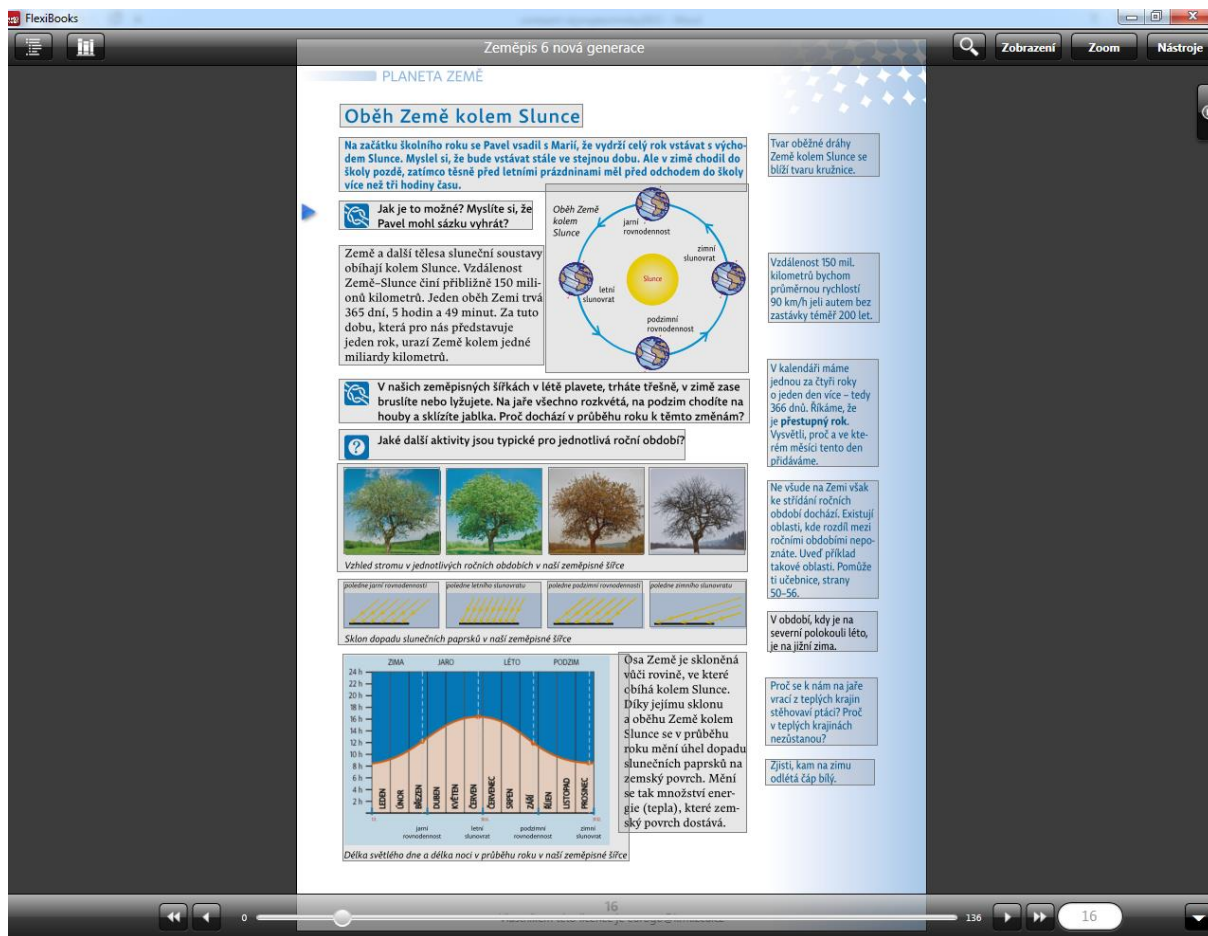 FlexiBooks
Zeměpis 6 nová generace
Zobrazení
Zoom
Nástroje
PLANETA ZEMĚ
Oběh Země kolem Slunce
Na začátku školního roku se Pavel vsadil s Marií, že vydrží celý rok vstávat s výcho-
dem Slunce. Myslel si, že bude vstávat stále ve stejnou dobu. Ale v zimě chodil do
školy pozdě, zatímco těsně před letními prázdninami měl před odchodem do školy
více než tři hodiny času.
Jak je to možné? Myslíte si, že
Pavel mohl sázku vyhrát?
Země a další tělesa sluneční soustavy
obíhají kolem Slunce. Vzdálenost
Země–Slunce činí přibližně 150 mili-
onů kilometrů. Jeden oběh Zemi trvá
365 dní, 5 hodin a 49 minut. Za tuto
dobu, která pro nás představuje
jeden rok, urazí Země kolem jedné
miliardy kilometrů.
Oběh Země
kolem
Slunce
jarní
rovnodennost
zimní
slunovrat
Slunce
letní
slunovrat
podzimní
rovnodennost
V našich zeměpisných šířkách v létě plavete, trháte třešně, v zimě zase
bruslíte nebo lyžujete. Na jaře všechno rozkvétá, na podzim chodíte na
houby a sklízíte jablka. Proč dochází v průběhu roku k těmto změnám?
Jaké další aktivity jsou typické pro jednotlivá roční období?
Vzhled stromu v jednotlivých ročních obdobích v naší zeměpisné šířce
poledne jarní rovnodennosti
poledne letního slunovratu
poledne podzimní rovnodennosti
poledne zimního slunovratu
Sklon dopadu slunečních paprsků v naší zeměpisné šířce
ZIMA
JARO
LÉTO
PODZIM
24 h
22 h
20 h
18 h
16 h
14 h
12 h
10 h
8 h
6 h
4 h
2 h
LEDEN
ÚNOR
BŘEZEN
DUBEN
KVĚTEN
ČERVEN
ČERVENEC
SRPEN
ZÁŘÍ
ŘÍJEN
LISTOPAD
PROSINEC
jarní
rovnodennost
letní
slunovrat
podzimní
rovnodennost
zimní
slunovrat
Délka světlého dne a délka noci v průběhu roku v naší zeměpisné šířce
Osa Země je skloněná
vůči rovině, ve které
obíhá kolem Slunce.
Díky jejímu sklonu
a oběhu Země kolem
Slunce se v průběhu
roku mění úhel dopadu
slunečních paprsků na
zemský povrch. Mění
se tak množství ener-
gie (tepla), které zem-
ský povrch dostává.
Tvar oběžné dráhy
Země kolem Slunce se
blíží tvaru kružnice.
Vzdálenost 150 mil.
kilometrů bychom
průměrnou rychlostí
90 km/h jeli autem bez
zastávky téměř 200 let.
V kalendáři máme
jednou za čtyři roky
o jeden den více – tedy
366 dnů. Říkáme, že
je přestupný rok.
Vysvětli, proč a ve kte-
rém měsíci tento den
přidáváme.
Ne všude na Zemi však
ke střídání ročních
období dochází. Existují
oblasti, kde rozdíl mezi
ročními obdobími nepo-
znáte. Uveď příklad
takové oblasti. Pomůže
ti učebnice, strany
50–56.
V období, kdy je na
severní polokouli léto,
je na jižní zima.
Proč se k nám na jaře
vrací z teplých krajin
stěhovaví ptáci? Proč
v teplých krajinách
nezůstanou?
Zjisti, kam na zimu
odlétá čáp bílý.
16
0
136
16